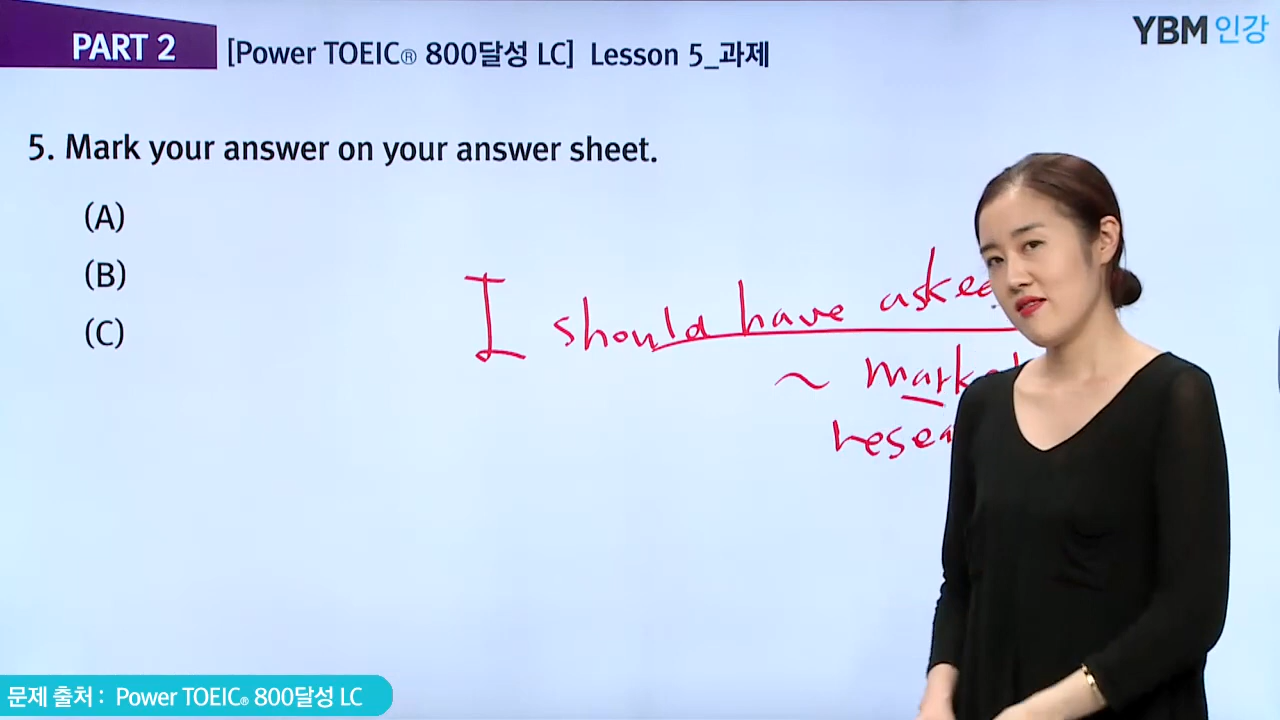 PART 2
[Power TOEIC® 800달성 LC] Lesson 5_과제
YBM 인강
5. Mark your answer on your answer sheet.
(A)
(B)
(C)
I should have asked
~
문제 출처 : Power TOEIC® 800달성 LC